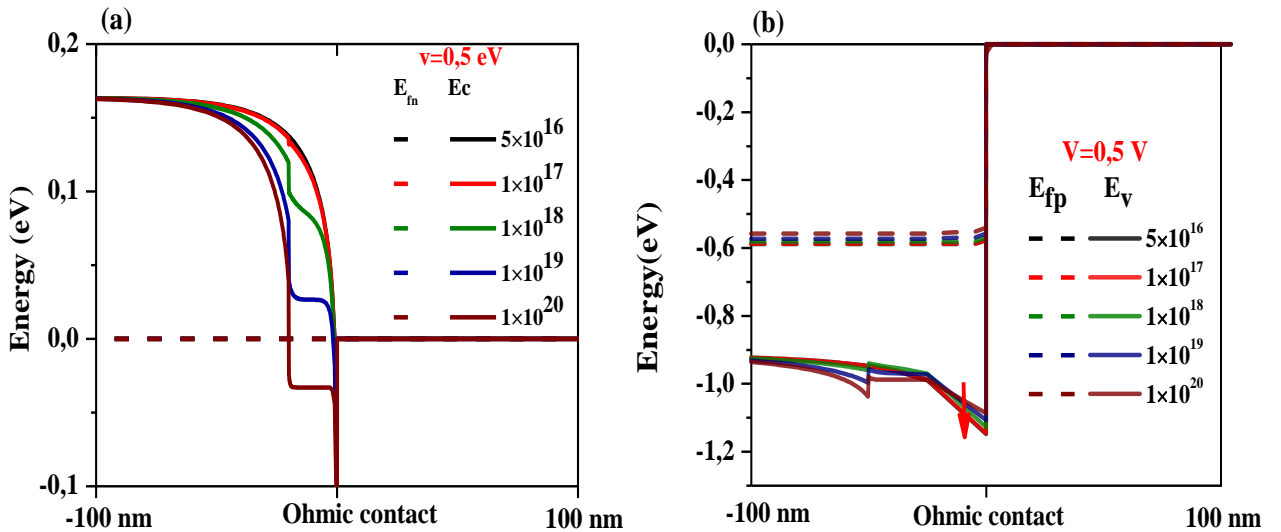 (a)
v=0,5 eV
E_fn Ec
5×10^16
1×10^17
1×10^18
1×10^19
1×10^20
0,2
0,1
0,0
-0,1
Energy (eV)
-100 nm
Ohmic contact
100 nm
(b)
V=0,5 V
E_fp E_v
5×10^16
1×10^17
1×10^18
1×10^19
1×10^20
0,0
-0,2
-0,4
-0,6
-0,8
-1,0
-1,2
Energy(eV)
-100 nm
Ohmic contact
100 nm